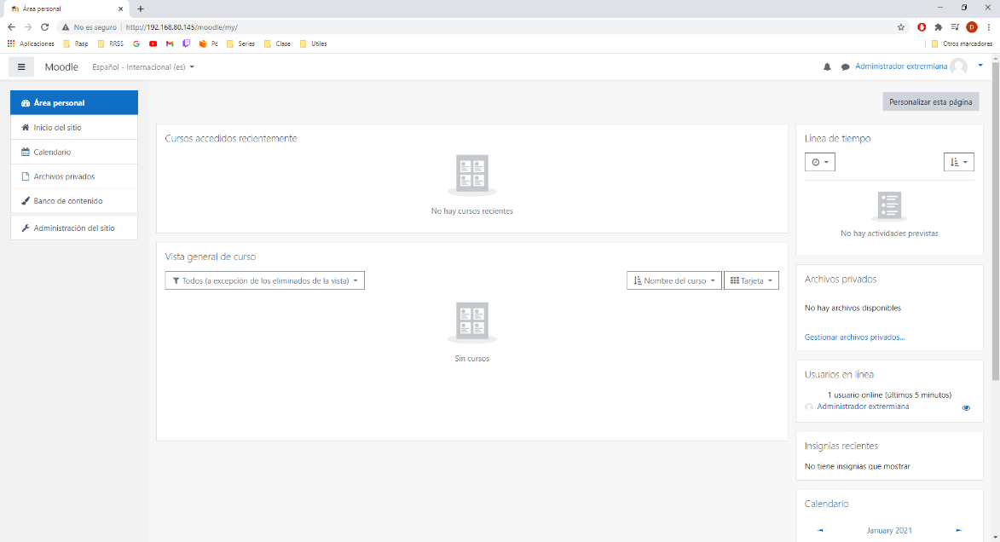 Área personal
No es seguro | http://192.168.80.145/moodle/my/
D
Aplicaciones Rasp RRSS Pc Series Clase Utiles Otros marcadores
Moodle Español - Internacional (es) Administrador extrermiana
Área personal
Inicio del sitio
Calendario
Archivos privados
Banco de contenido
Administración del sitio
Personalizar esta página
Cursos accedidos recientemente
No hay cursos recientes
Vista general de curso
Todos (a excepción de los eliminados de la vista) Nombre del curso Tarjeta
Sin cursos
Línea de tiempo
No hay actividades previstas
Archivos privados
No hay archivos disponibles
Gestionar archivos privados...
Usuarios en línea
1 usuario online (últimos 5 minutos)
Administrador extrermiana
Insignias recientes
No tiene insignias que mostrar
Calendario
◄ January 2021 ►